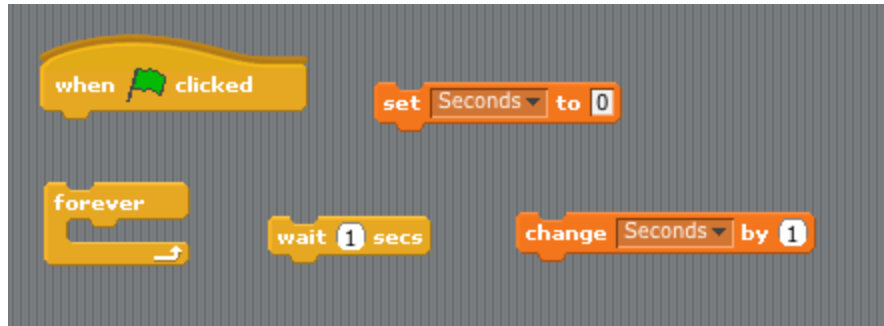 when clicked
set Seconds to 0
forever
wait 1 secs
change Seconds by 1